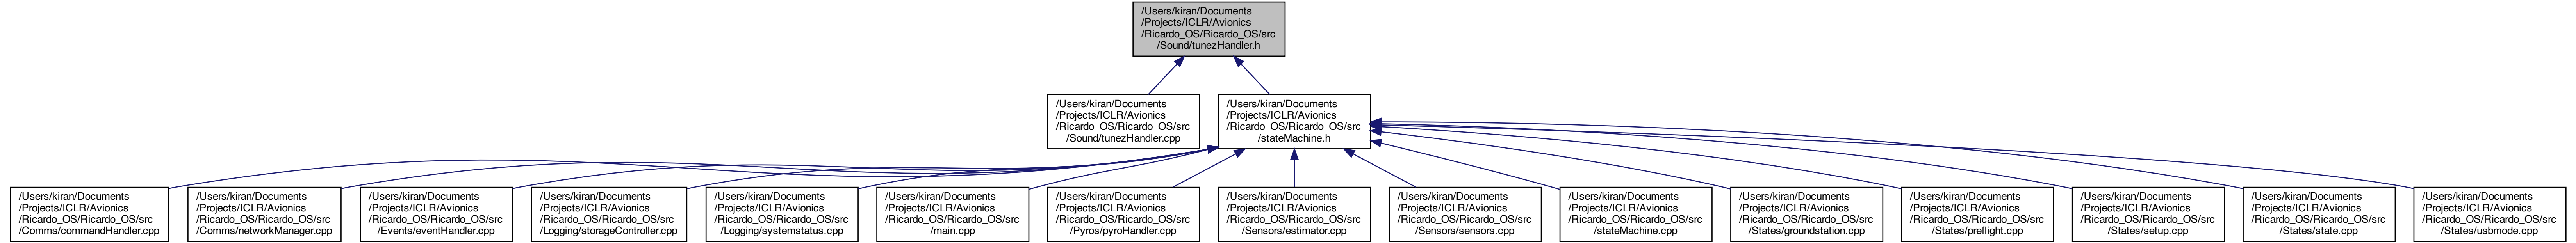 /Users/kiran/Documents
/Projects/ICLR/Avionics
/Ricardo_OS/Ricardo_OS/src
/Sound/tunezHandler.h
/Users/kiran/Documents
/Projects/ICLR/Avionics
/Ricardo_OS/Ricardo_OS/src
/Sound/tunezHandler.cpp
/Users/kiran/Documents
/Projects/ICLR/Avionics
/Ricardo_OS/Ricardo_OS/src
/stateMachine.h
/Users/kiran/Documents
/Projects/ICLR/Avionics
/Ricardo_OS/Ricardo_OS/src
/Comms/commandHandler.cpp
/Users/kiran/Documents
/Projects/ICLR/Avionics
/Ricardo_OS/Ricardo_OS/src
/Comms/networkManager.cpp
/Users/kiran/Documents
/Projects/ICLR/Avionics
/Ricardo_OS/Ricardo_OS/src
/Events/eventHandler.cpp
/Users/kiran/Documents
/Projects/ICLR/Avionics
/Ricardo_OS/Ricardo_OS/src
/Logging/storageController.cpp
/Users/kiran/Documents
/Projects/ICLR/Avionics
/Ricardo_OS/Ricardo_OS/src
/Logging/systemstatus.cpp
/Users/kiran/Documents
/Projects/ICLR/Avionics
/Ricardo_OS/Ricardo_OS/src
/main.cpp
/Users/kiran/Documents
/Projects/ICLR/Avionics
/Ricardo_OS/Ricardo_OS/src
/Pyros/pyroHandler.cpp
/Users/kiran/Documents
/Projects/ICLR/Avionics
/Ricardo_OS/Ricardo_OS/src
/Sensors/estimator.cpp
/Users/kiran/Documents
/Projects/ICLR/Avionics
/Ricardo_OS/Ricardo_OS/src
/Sensors/sensors.cpp
/Users/kiran/Documents
/Projects/ICLR/Avionics
/Ricardo_OS/Ricardo_OS/src
/stateMachine.cpp
/Users/kiran/Documents
/Projects/ICLR/Avionics
/Ricardo_OS/Ricardo_OS/src
/States/groundstation.cpp
/Users/kiran/Documents
/Projects/ICLR/Avionics
/Ricardo_OS/Ricardo_OS/src
/States/preflight.cpp
/Users/kiran/Documents
/Projects/ICLR/Avionics
/Ricardo_OS/Ricardo_OS/src
/States/setup.cpp
/Users/kiran/Documents
/Projects/ICLR/Avionics
/Ricardo_OS/Ricardo_OS/src
/States/state.cpp
/Users/kiran/Documents
/Projects/ICLR/Avionics
/Ricardo_OS/Ricardo_OS/src
/States/usbmode.cpp